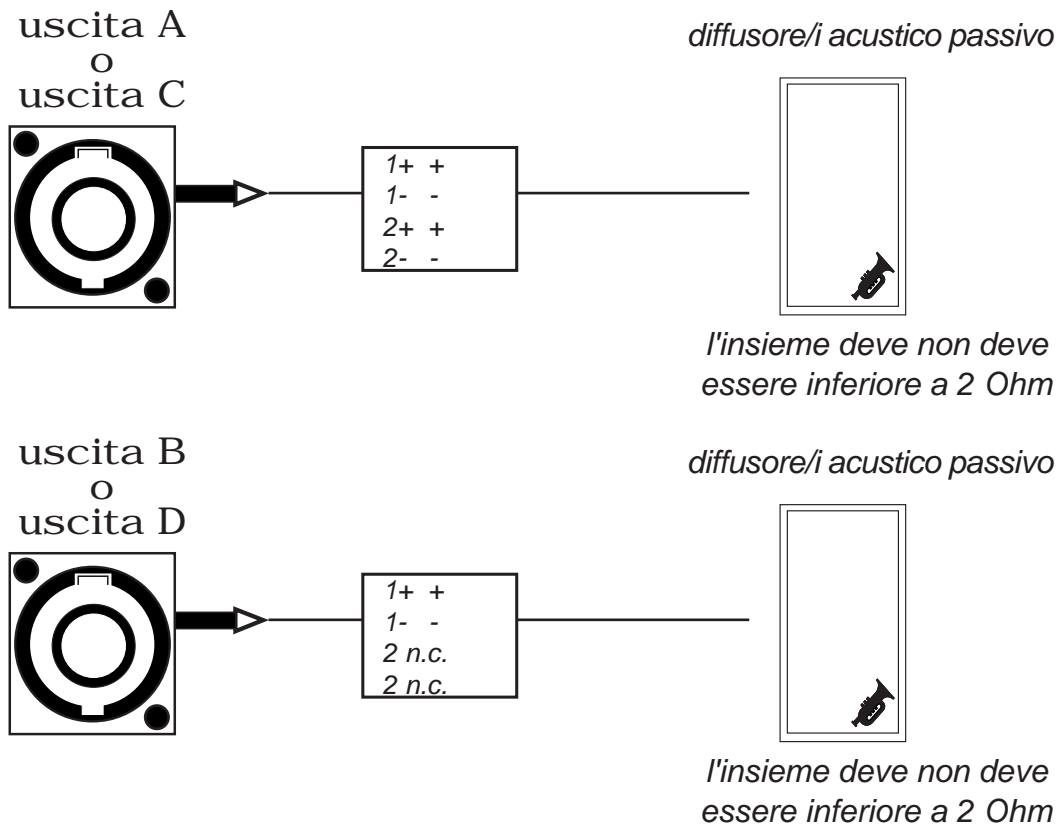 uscita A
o
uscita C
diffusore/i acustico passivo
1+ +
1- -
2+ +
2- -
l'insieme deve non deve
essere inferiore a 2 Ohm
uscita B
o
uscita D
diffusore/i acustico passivo
1+ +
1- -
2 n.c.
2 n.c.
l'insieme deve non deve
essere inferiore a 2 Ohm